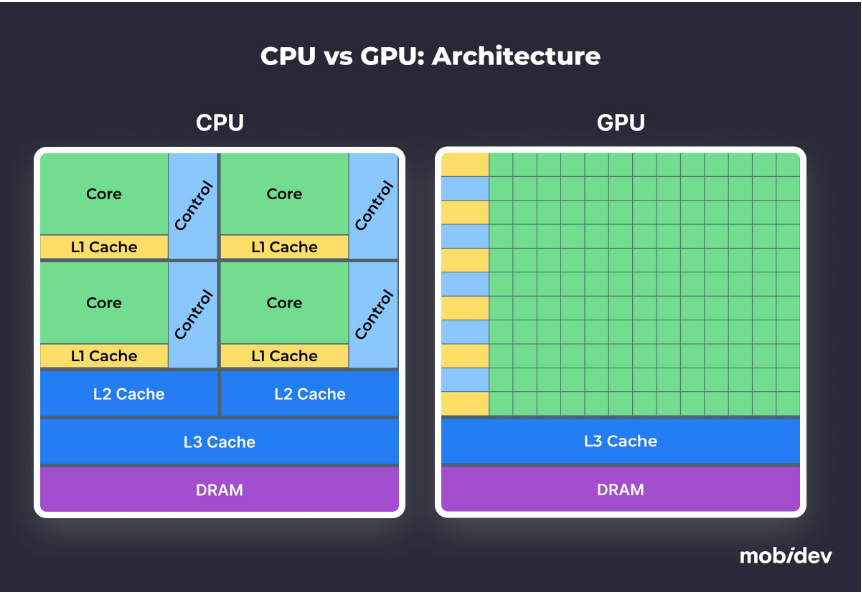 CPU vs GPU: Architecture
CPU
GPU
Core
Control
Core
Control
L1 Cache
L1 Cache
Core
Control
Core
Control
L1 Cache
L1 Cache
L2 Cache
L2 Cache
L3 Cache
DRAM
L3 Cache
DRAM
mobidev